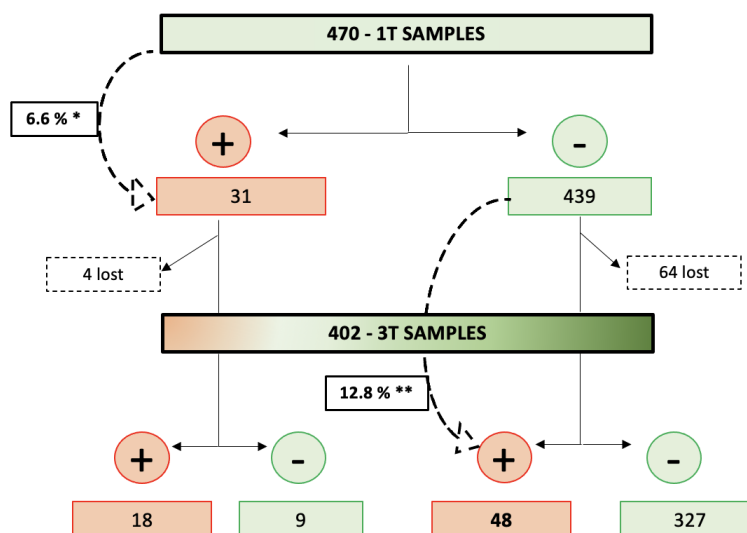 470 - 1T SAMPLES
6.6 % *
+
-
31
439
4 lost
64 lost
402 - 3T SAMPLES
12.8 % **
+
-
+
-
18
9
48
327